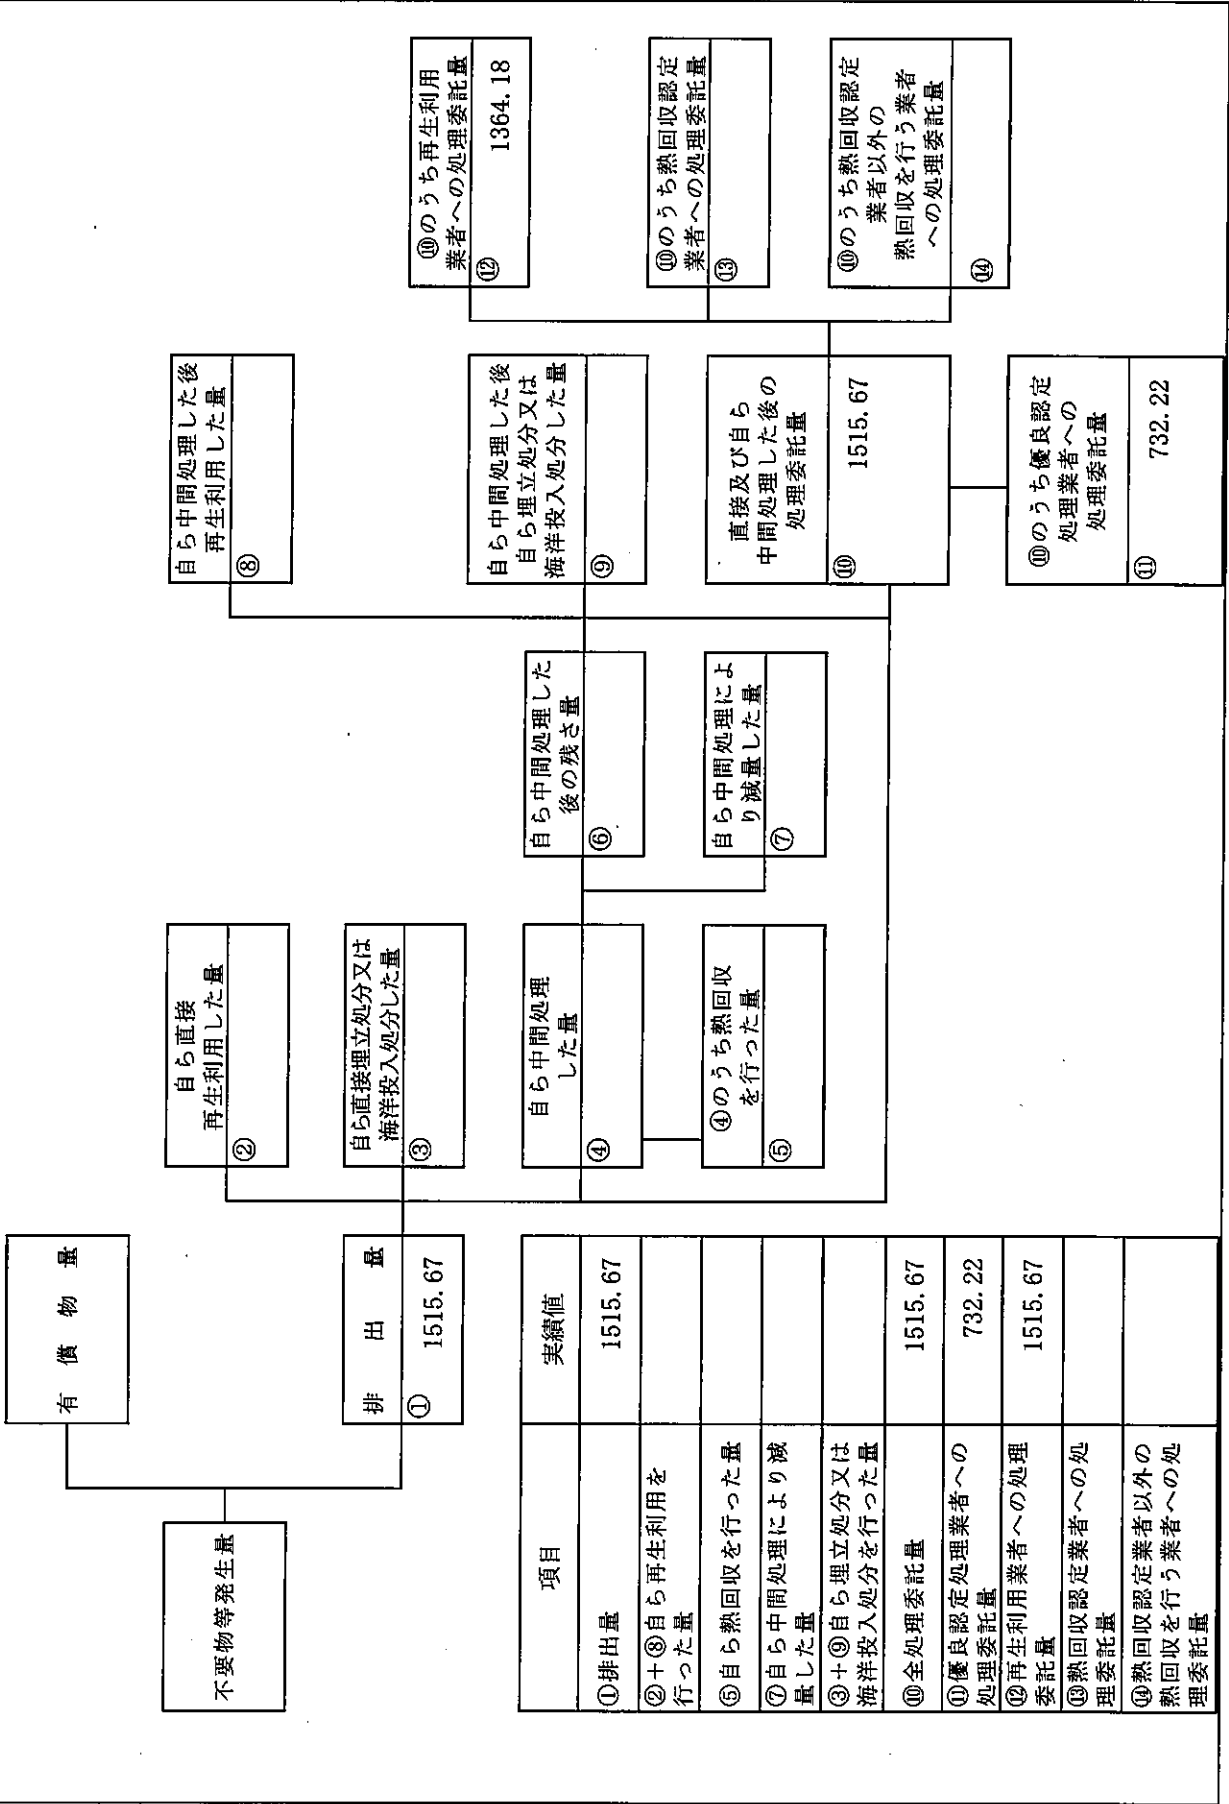 不要物等発生量
有償物量
排出量
①
1515.67
自ら直接
再生利用した量
②
自ら直接埋立処分又は
海洋投入処分した量
③
自ら中間処理
した量
④
④のうち熱回収
を行った量
⑤
自ら中間処理した
後の残さ量
⑥
自ら中間処理によ
り減量した量
⑦
自ら中間処理した後
再生利用した量
⑧
自ら中間処理した後
自ら埋立処分又は
海洋投入処分した量
⑨
直接及び自ら
中間処理した後の
処理委託量
⑩
1515.67
⑩のうち優良認定
処理業者への
処理委託量
⑪
732.22
⑩のうち再生利用
業者への処理委託量
⑫
1364.18
⑩のうち熱回収認定
業者への処理委託量
⑬
⑩のうち熱回収認定
業者以外の
熱回収を行う業者
への処理委託量
⑭
項目
実績値
①排出量
1515.67
②+⑧自ら再生利用を
行った量
⑤自ら熱回収を行った量
⑦自ら中間処理により減
量した量
③+⑨自ら埋立処分又は
海洋投入処分を行った量
⑩全処理委託量
1515.67
⑪優良認定処理業者への
処理委託量
732.22
⑫再生利用業者への処理
委託量
1515.67
⑬熱回収認定業者への処
理委託量
⑭熱回収認定業者以外の
熱回収を行う業者への処
理委託量